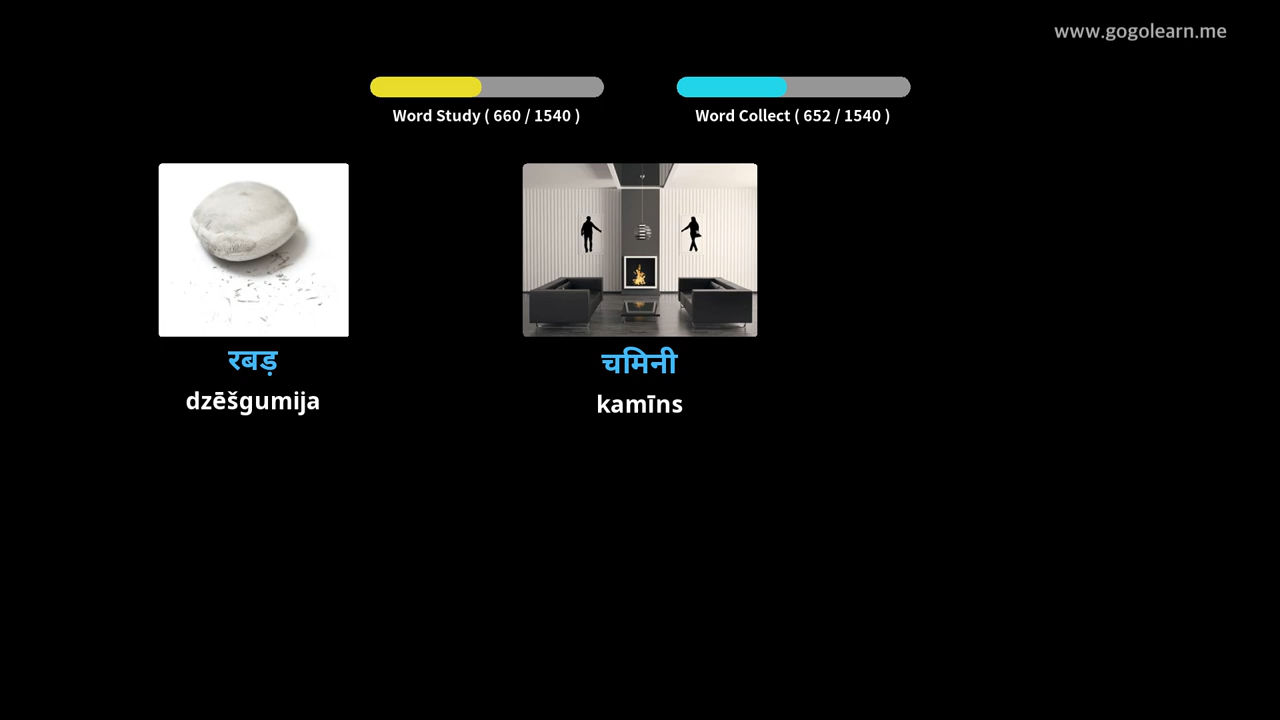 www.gogolearn.me
Word Study ( 660 / 1540 )
Word Collect ( 652 / 1540 )
रबड़
dzēšgumija
चमिनी
kamīns